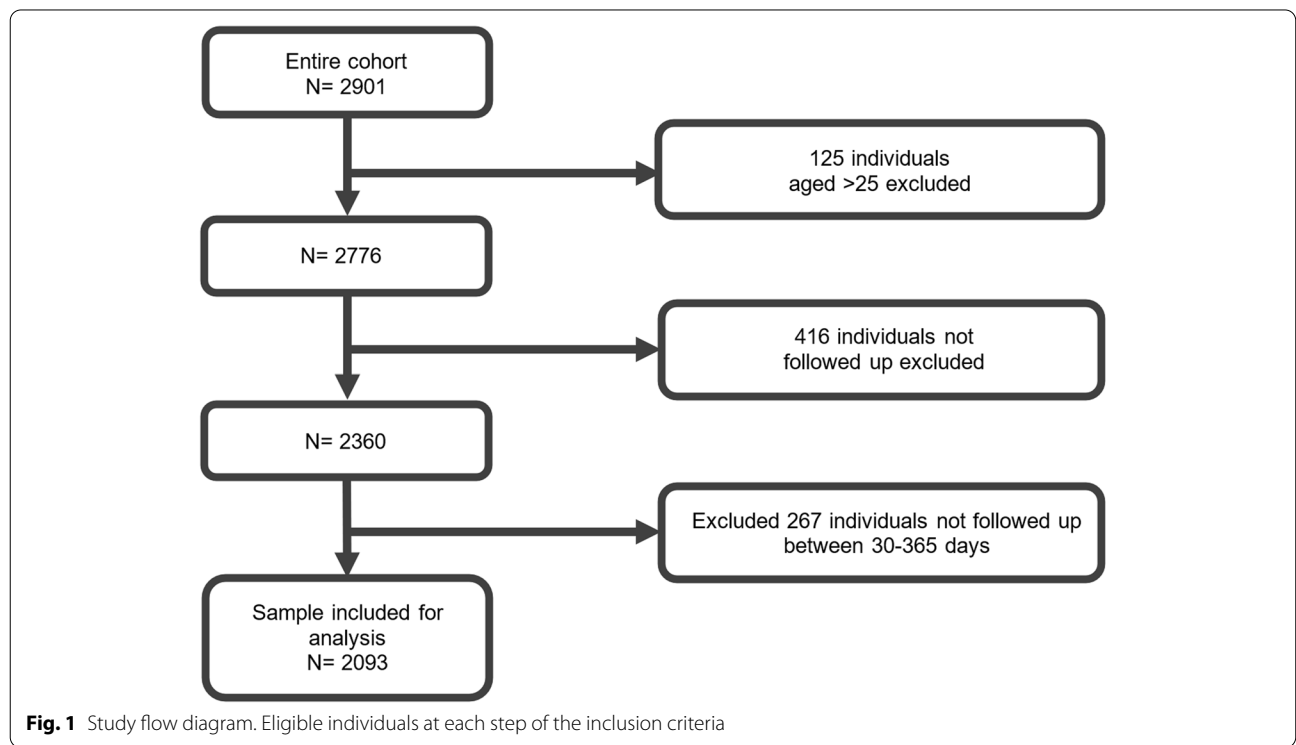 Entire cohort
N= 2901
125 individuals
aged >25 excluded
N= 2776
416 individuals not
followed up excluded
N= 2360
Excluded 267 individuals not followed up
between 30-365 days
Sample included for
analysis
N= 2093
Fig. 1 Study flow diagram. Eligible individuals at each step of the inclusion criteria